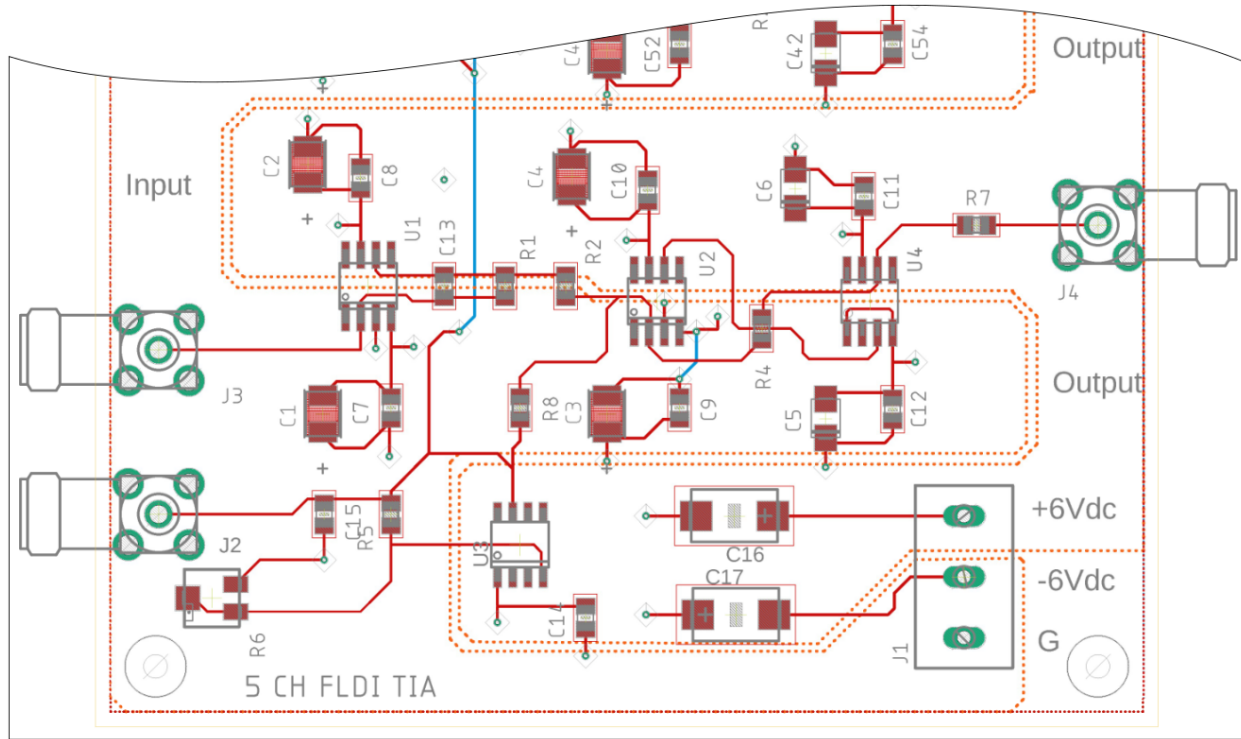 R
C4
C52
C42
C54
Output
+
+
C2
C8
Input
C4
C10
C6
C11
R7
+
+
U1
C13
R1
R2
U2
U4
J4
J3
C1
C7
R8
C3
C9
R4
C5
C12
Output
+
+
J2
C15
R5
U3
C16
+
+6Vdc
C17
+
-6Vdc
R6
C14
J1
G
5 CH FLDI TIA